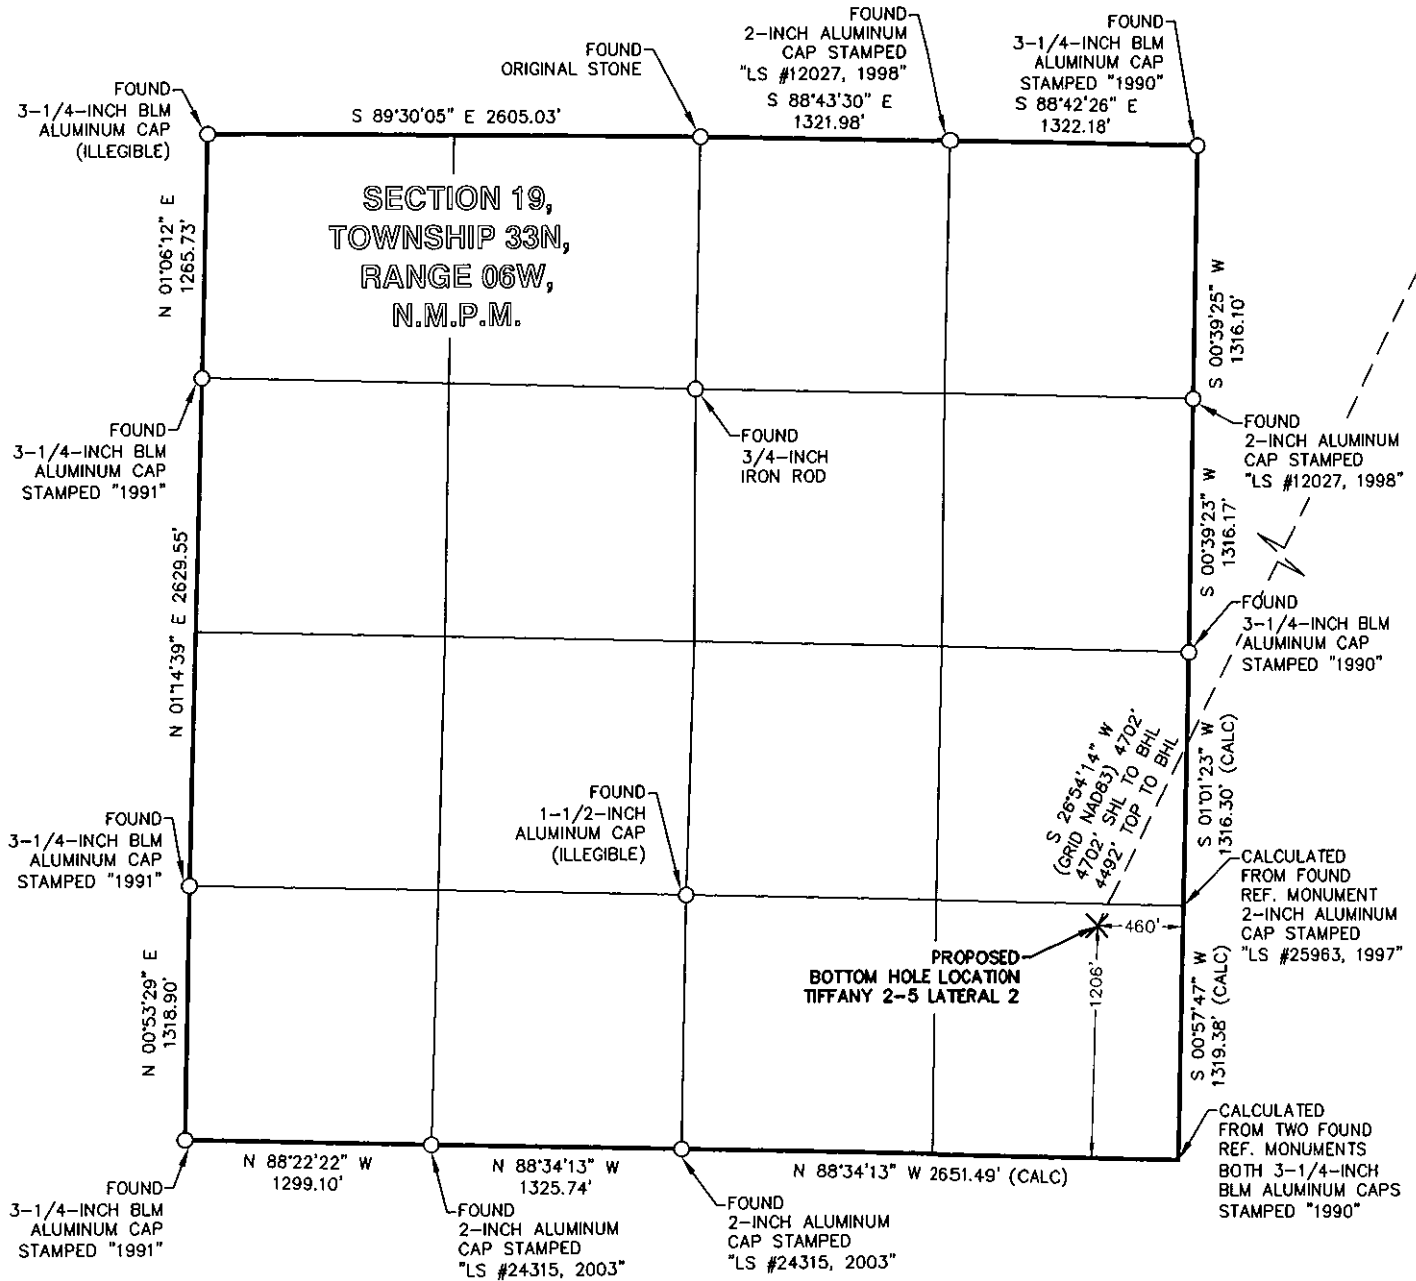 FOUND
3-1/4-INCH BLM
ALUMINUM CAP
(ILLEGIBLE)
S 89°30'05" E 2605.03'
FOUND
ORIGINAL STONE
FOUND
2-INCH ALUMINUM
CAP STAMPED
"LS #12027, 1998"
S 88°43'30" E
1321.98'
FOUND
3-1/4-INCH BLM
ALUMINUM CAP
STAMPED "1990"
S 88°42'26" E
1322.18'
SECTION 19,
TOWNSHIP 33N,
RANGE 06W,
N.M.P.M.
N 01°06'12" E
1265.73'
S 00°39'25" W
1316.10'
FOUND
3-1/4-INCH BLM
ALUMINUM CAP
STAMPED "1991"
FOUND
3/4-INCH
IRON ROD
FOUND
2-INCH ALUMINUM
CAP STAMPED
"LS #12027, 1998"
N 01°14'39" E 2629.55'
S 00°39'23" W
1316.17'
FOUND
3-1/4-INCH BLM
ALUMINUM CAP
STAMPED "1990"
S 26°54'14" W
(GRID NAD83) 4702'
4702' SHL TO BHL
4492' TOP TO BHL
S 01°01'23" W
1316.30' (CALC)
FOUND
1-1/2-INCH
ALUMINUM CAP
(ILLEGIBLE)
FOUND
3-1/4-INCH BLM
ALUMINUM CAP
STAMPED "1991"
CALCULATED
FROM FOUND
REF. MONUMENT
2-INCH ALUMINUM
CAP STAMPED
"LS #25963, 1997"
460'
PROPOSED
BOTTOM HOLE LOCATION
TIFFANY 2-5 LATERAL 2
1206'
N 00°53'29" E
1318.90'
S 00°57'47" W
1319.38' (CALC)
CALCULATED
FROM TWO FOUND
REF. MONUMENTS
BOTH 3-1/4-INCH
BLM ALUMINUM CAPS
STAMPED "1990"
N 88°22'22" W
1299.10'
N 88°34'13" W
1325.74'
N 88°34'13" W 2651.49' (CALC)
FOUND
3-1/4-INCH BLM
ALUMINUM CAP
STAMPED "1991"
FOUND
2-INCH ALUMINUM
CAP STAMPED
"LS #24315, 2003"
FOUND
2-INCH ALUMINUM
CAP STAMPED
"LS #24315, 2003"